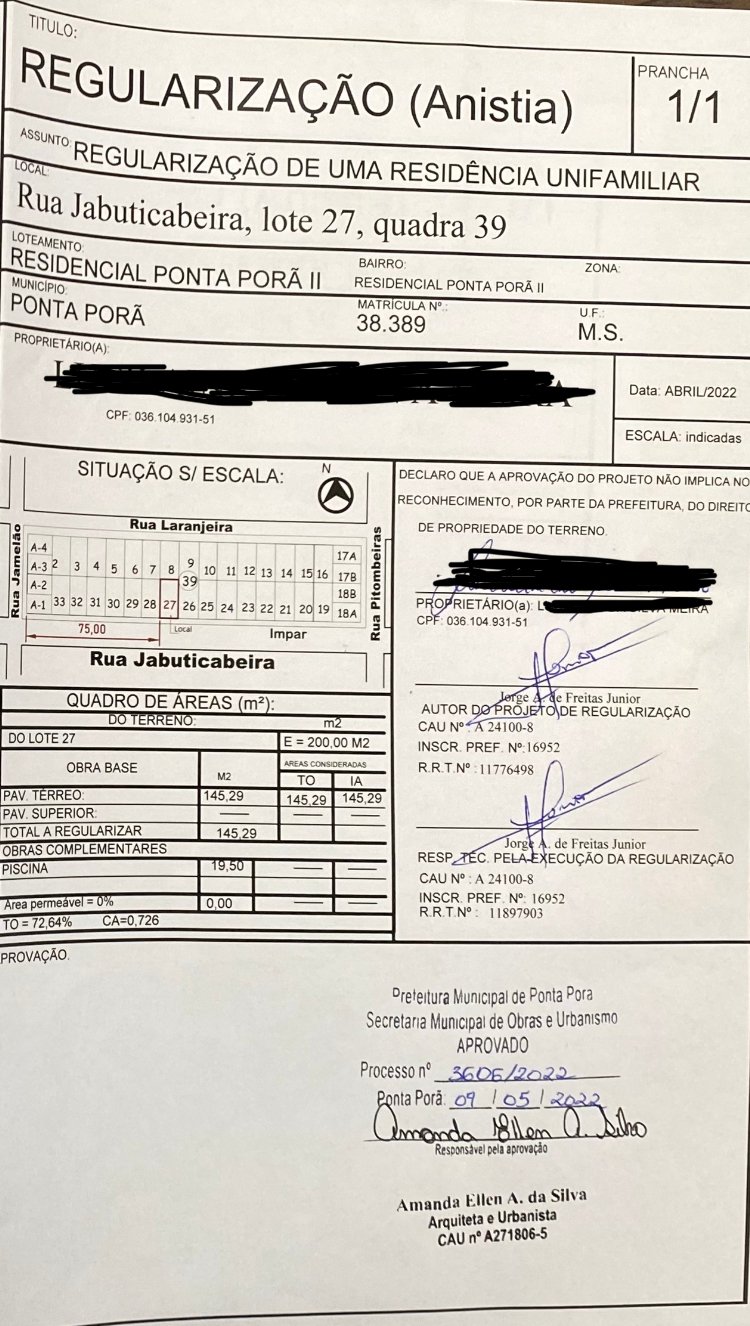 TITULO:
REGULARIZAÇÃO (Anistia)
PRANCHA
1/1
ASSUNTO:
REGULARIZAÇÃO DE UMA RESIDÊNCIA UNIFAMILIAR
LOCAL:
Rua Jabuticabeira, lote 27, quadra 39
LOTEAMENTO:
RESIDENCIAL PONTA PORÃ II
BAIRRO:
RESIDENCIAL PONTA PORÃ II
ZONA:
MUNICÍPIO:
PONTA PORÃ
MATRÍCULA Nº.:
38.389
U.F.:
M.S.
PROPRIETÁRIO(A):
CPF: 036.104.931-51
Data: ABRIL/2022
ESCALA: indicadas
SITUAÇÃO S/ ESCALA:
N
Rua Laranjeira
Rua Jamelão
A-4
A-3 2 3 4 5 6 7 8 9 10 11 12 13 14 15 16 17A
17B
39
A-2
18B
A-1 33 32 31 30 29 28 27 26 25 24 23 22 21 20 19 18A
Rua Pitombeiras
75,00
Local
Impar
Rua Jabuticabeira
DECLARO QUE A APROVAÇÃO DO PROJETO NÃO IMPLICA NO
RECONHECIMENTO, POR PARTE DA PREFEITURA, DO DIREITO
DE PROPRIEDADE DO TERRENO.
PROPRIETÁRIO(a): MEIRA
CPF: 036.104.931-51
Jorge A. de Freitas Junior
AUTOR DO PROJETO DE REGULARIZAÇÃO
CAU Nº : A 24100-8
INSCR. PREF. Nº:16952
R.R.T.Nº :11776498
Jorge A. de Freitas Junior
RESP. TÉC. PELA EXECUÇÃO DA REGULARIZAÇÃO
CAU Nº : A 24100-8
INSCR. PREF. Nº: 16952
R.R.T.Nº : 11897903
QUADRO DE ÁREAS (m²):
DO TERRENO: m2
DO LOTE 27 E = 200,00 M2
OBRA BASE M2 AREAS CONSIDERADAS
TO IA
PAV. TÉRREO: 145,29 145,29 145,29
PAV. SUPERIOR: — — —
TOTAL A REGULARIZAR 145,29
OBRAS COMPLEMENTARES
PISCINA 19,50 — —
Área permeável = 0% 0,00 — —
TO = 72,64% CA=0,726
PROVAÇÃO.
Prefeitura Municipal de Ponta Pora
Secretaria Municipal de Obras e Urbanismo
APROVADO
Processo nº 3606/2022
Ponta Porã: 09 / 05 / 2022
Amanda Ellen A. Silva
Responsável pela aprovação
Amanda Ellen A. da Silva
Arquiteta e Urbanista
CAU nº A271806-5